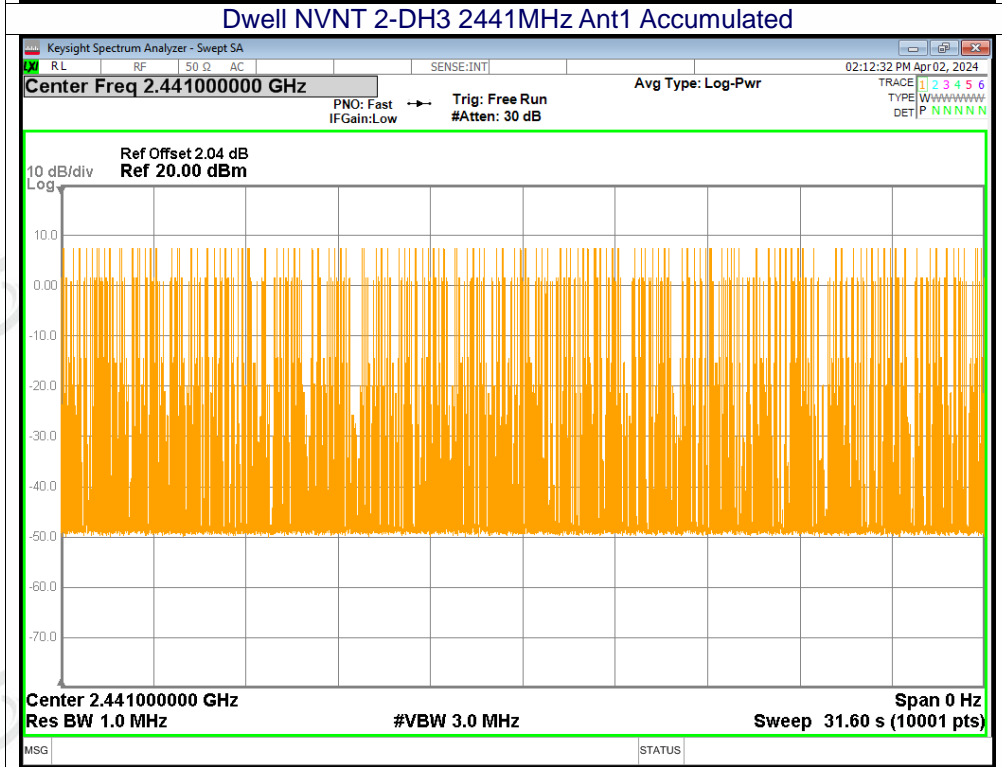 Dwell NVNT 2-DH3 2441MHz Ant1 Accumulated
Keysight Spectrum Analyzer - Swept SA
LXI RL RF 50 Ω AC SENSE:INT 02:12:32 PM Apr 02, 2024
Center Freq 2.441000000 GHz Avg Type: Log-Pwr TRACE 1 2 3 4 5 6
PNO: Fast Trig: Free Run TYPE WWWWWWW
IFGain:Low #Atten: 30 dB DET P N N N N N
Ref Offset 2.04 dB
10 dB/div Ref 20.00 dBm
Log
10.0
0.00
-10.0
-20.0
-30.0
-40.0
-50.0
-60.0
-70.0
Center 2.441000000 GHz Span 0 Hz
Res BW 1.0 MHz #VBW 3.0 MHz Sweep 31.60 s (10001 pts)
MSG STATUS